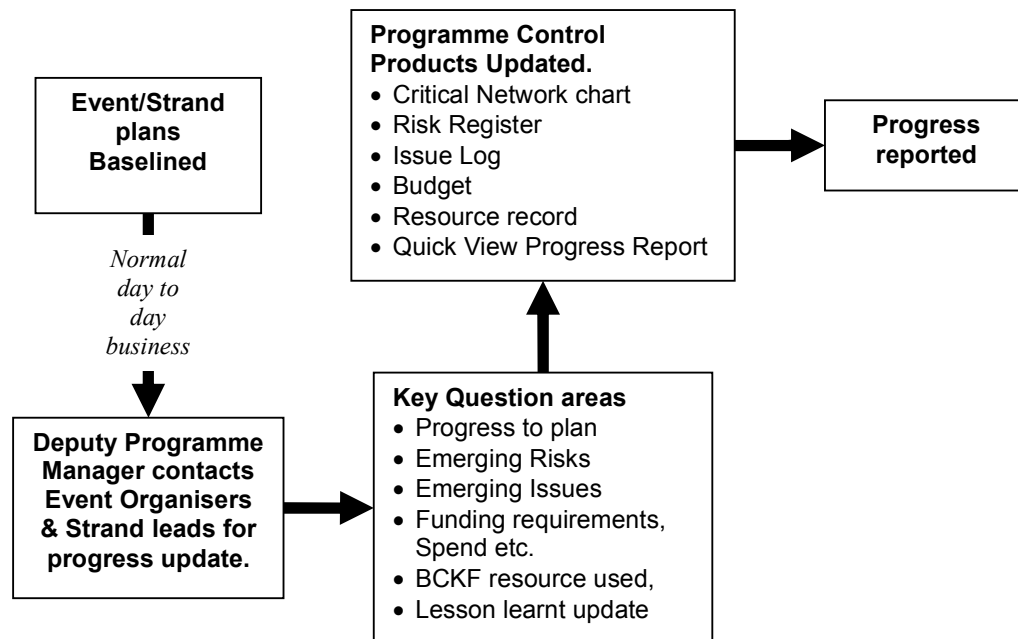 Event/Strand
plans
Baselined
Normal
day to
day
business
Deputy Programme
Manager contacts
Event Organisers
& Strand leads for
progress update.
Key Question areas
• Progress to plan
• Emerging Risks
• Emerging Issues
• Funding requirements,
Spend etc.
• BCKF resource used,
• Lesson learnt update
Programme Control
Products Updated.
• Critical Network chart
• Risk Register
• Issue Log
• Budget
• Resource record
• Quick View Progress Report
Progress
reported